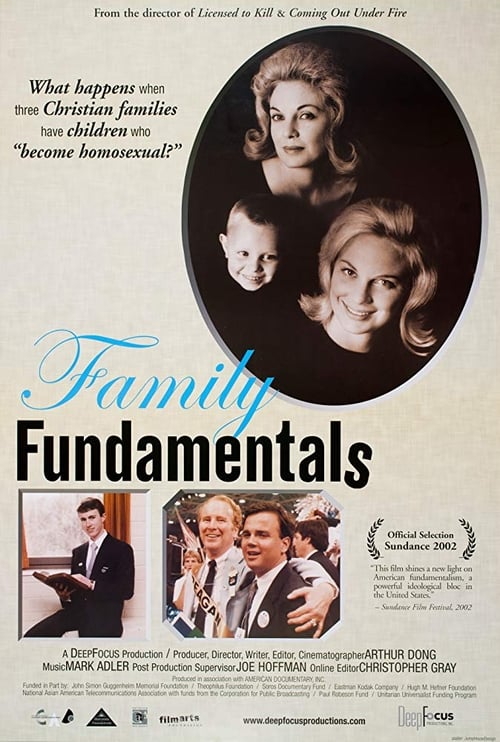 From the director of Licensed to Kill & Coming Out Under Fire
What happens when
three Christian families
have children who
"become homosexual?"
Family
Fundamentals
REAGAN
Official Selection
Sundance 2002
"This film shines a new light on
American fundamentalism, a
powerful ideological bloc in
the United States."
– Sundance Film Festival, 2002
A DEEPFOCUS Production / Producer, Director, Writer, Editor, Cinematographer ARTHUR DONG
Music MARK ADLER Post Production Supervisor JOE HOFFMAN Online Editor CHRISTOPHER GRAY
Produced in association with AMERICAN DOCUMENTARY, INC.
Funded in Part by: John Simon Guggenheim Memorial Foundation / Theophilus Foundation / Soros Documentary Fund / Eastman Kodak Company / Hugh M. Hefner Foundation
National Asian American Telecommunications Association with funds from the Corporation for Public Broadcasting / Paul Robeson Fund / Unitarian Universalist Funding Program
film arts
www.deepfocusproductions.com
DeepFocus
PRODUCTIONS, INC.